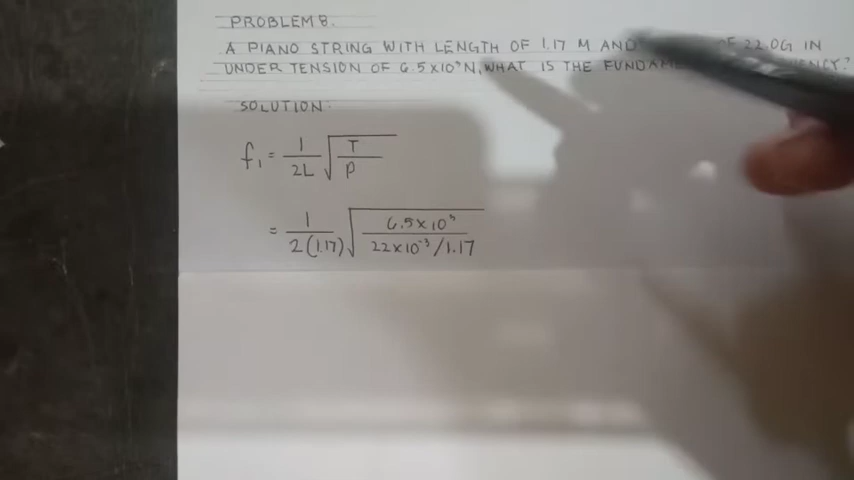 PROBLEM 8.
A PIANO STRING WITH LENGTH OF 1.17 M AND OF 22.0G IN
UNDER TENSION OF 6.5X10³N, WHAT IS THE
SOLUTION:
f₁ = 1/2L √T/ρ
= 1/2(1.17) √6.5x10³/22x10⁻³/1.17